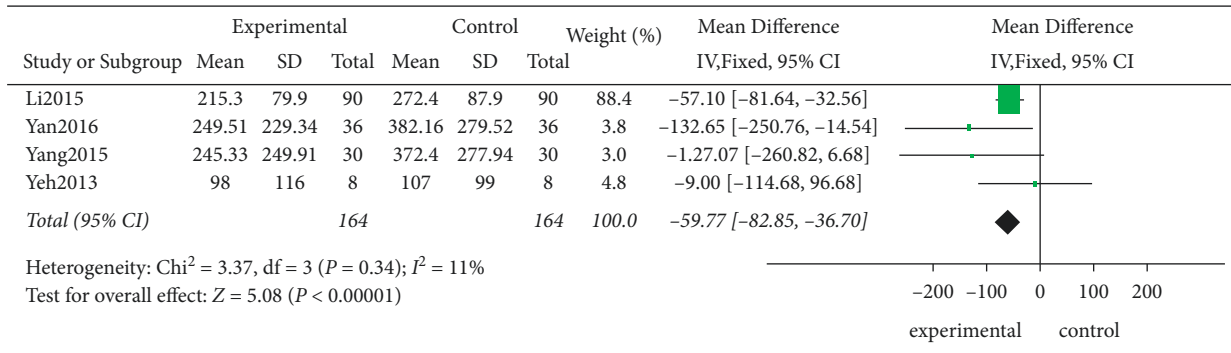 Experimental Control Weight (%) Mean Difference Mean Difference
Study or Subgroup Mean SD Total Mean SD Total IV,Fixed, 95% CI IV,Fixed, 95% CI
Li2015 215.3 79.9 90 272.4 87.9 90 88.4 –57.10 [–81.64, –32.56]
Yan2016 249.51 229.34 36 382.16 279.52 36 3.8 –132.65 [–250.76, –14.54]
Yang2015 245.33 249.91 30 372.4 277.94 30 3.0 –1.27.07 [–260.82, 6.68]
Yeh2013 98 116 8 107 99 8 4.8 –9.00 [–114.68, 96.68]
Total (95% CI) 164 164 100.0 –59.77 [–82.85, –36.70]
Heterogeneity: Chi² = 3.37, df = 3 (P = 0.34); I² = 11%
Test for overall effect: Z = 5.08 (P < 0.00001)
–200 –100 0 100 200
experimental control